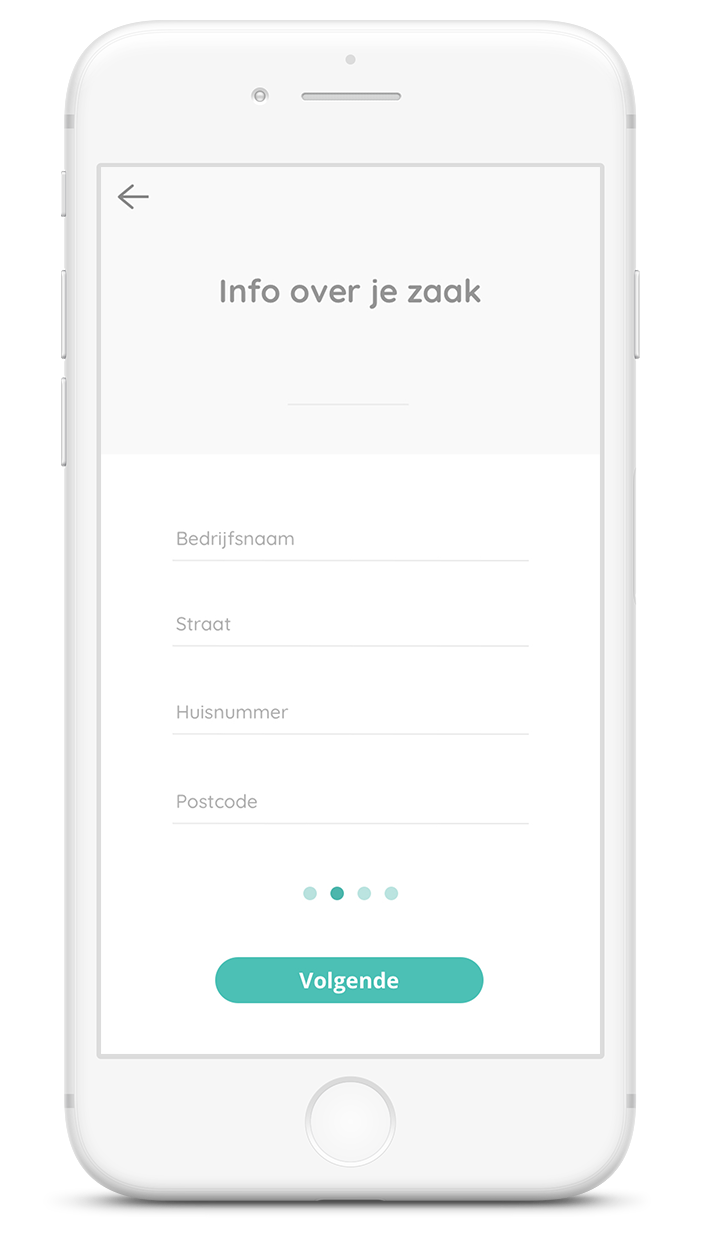 Info over je zaak
Bedrijfsnaam
Straat
Huisnummer
Postcode
Volgende